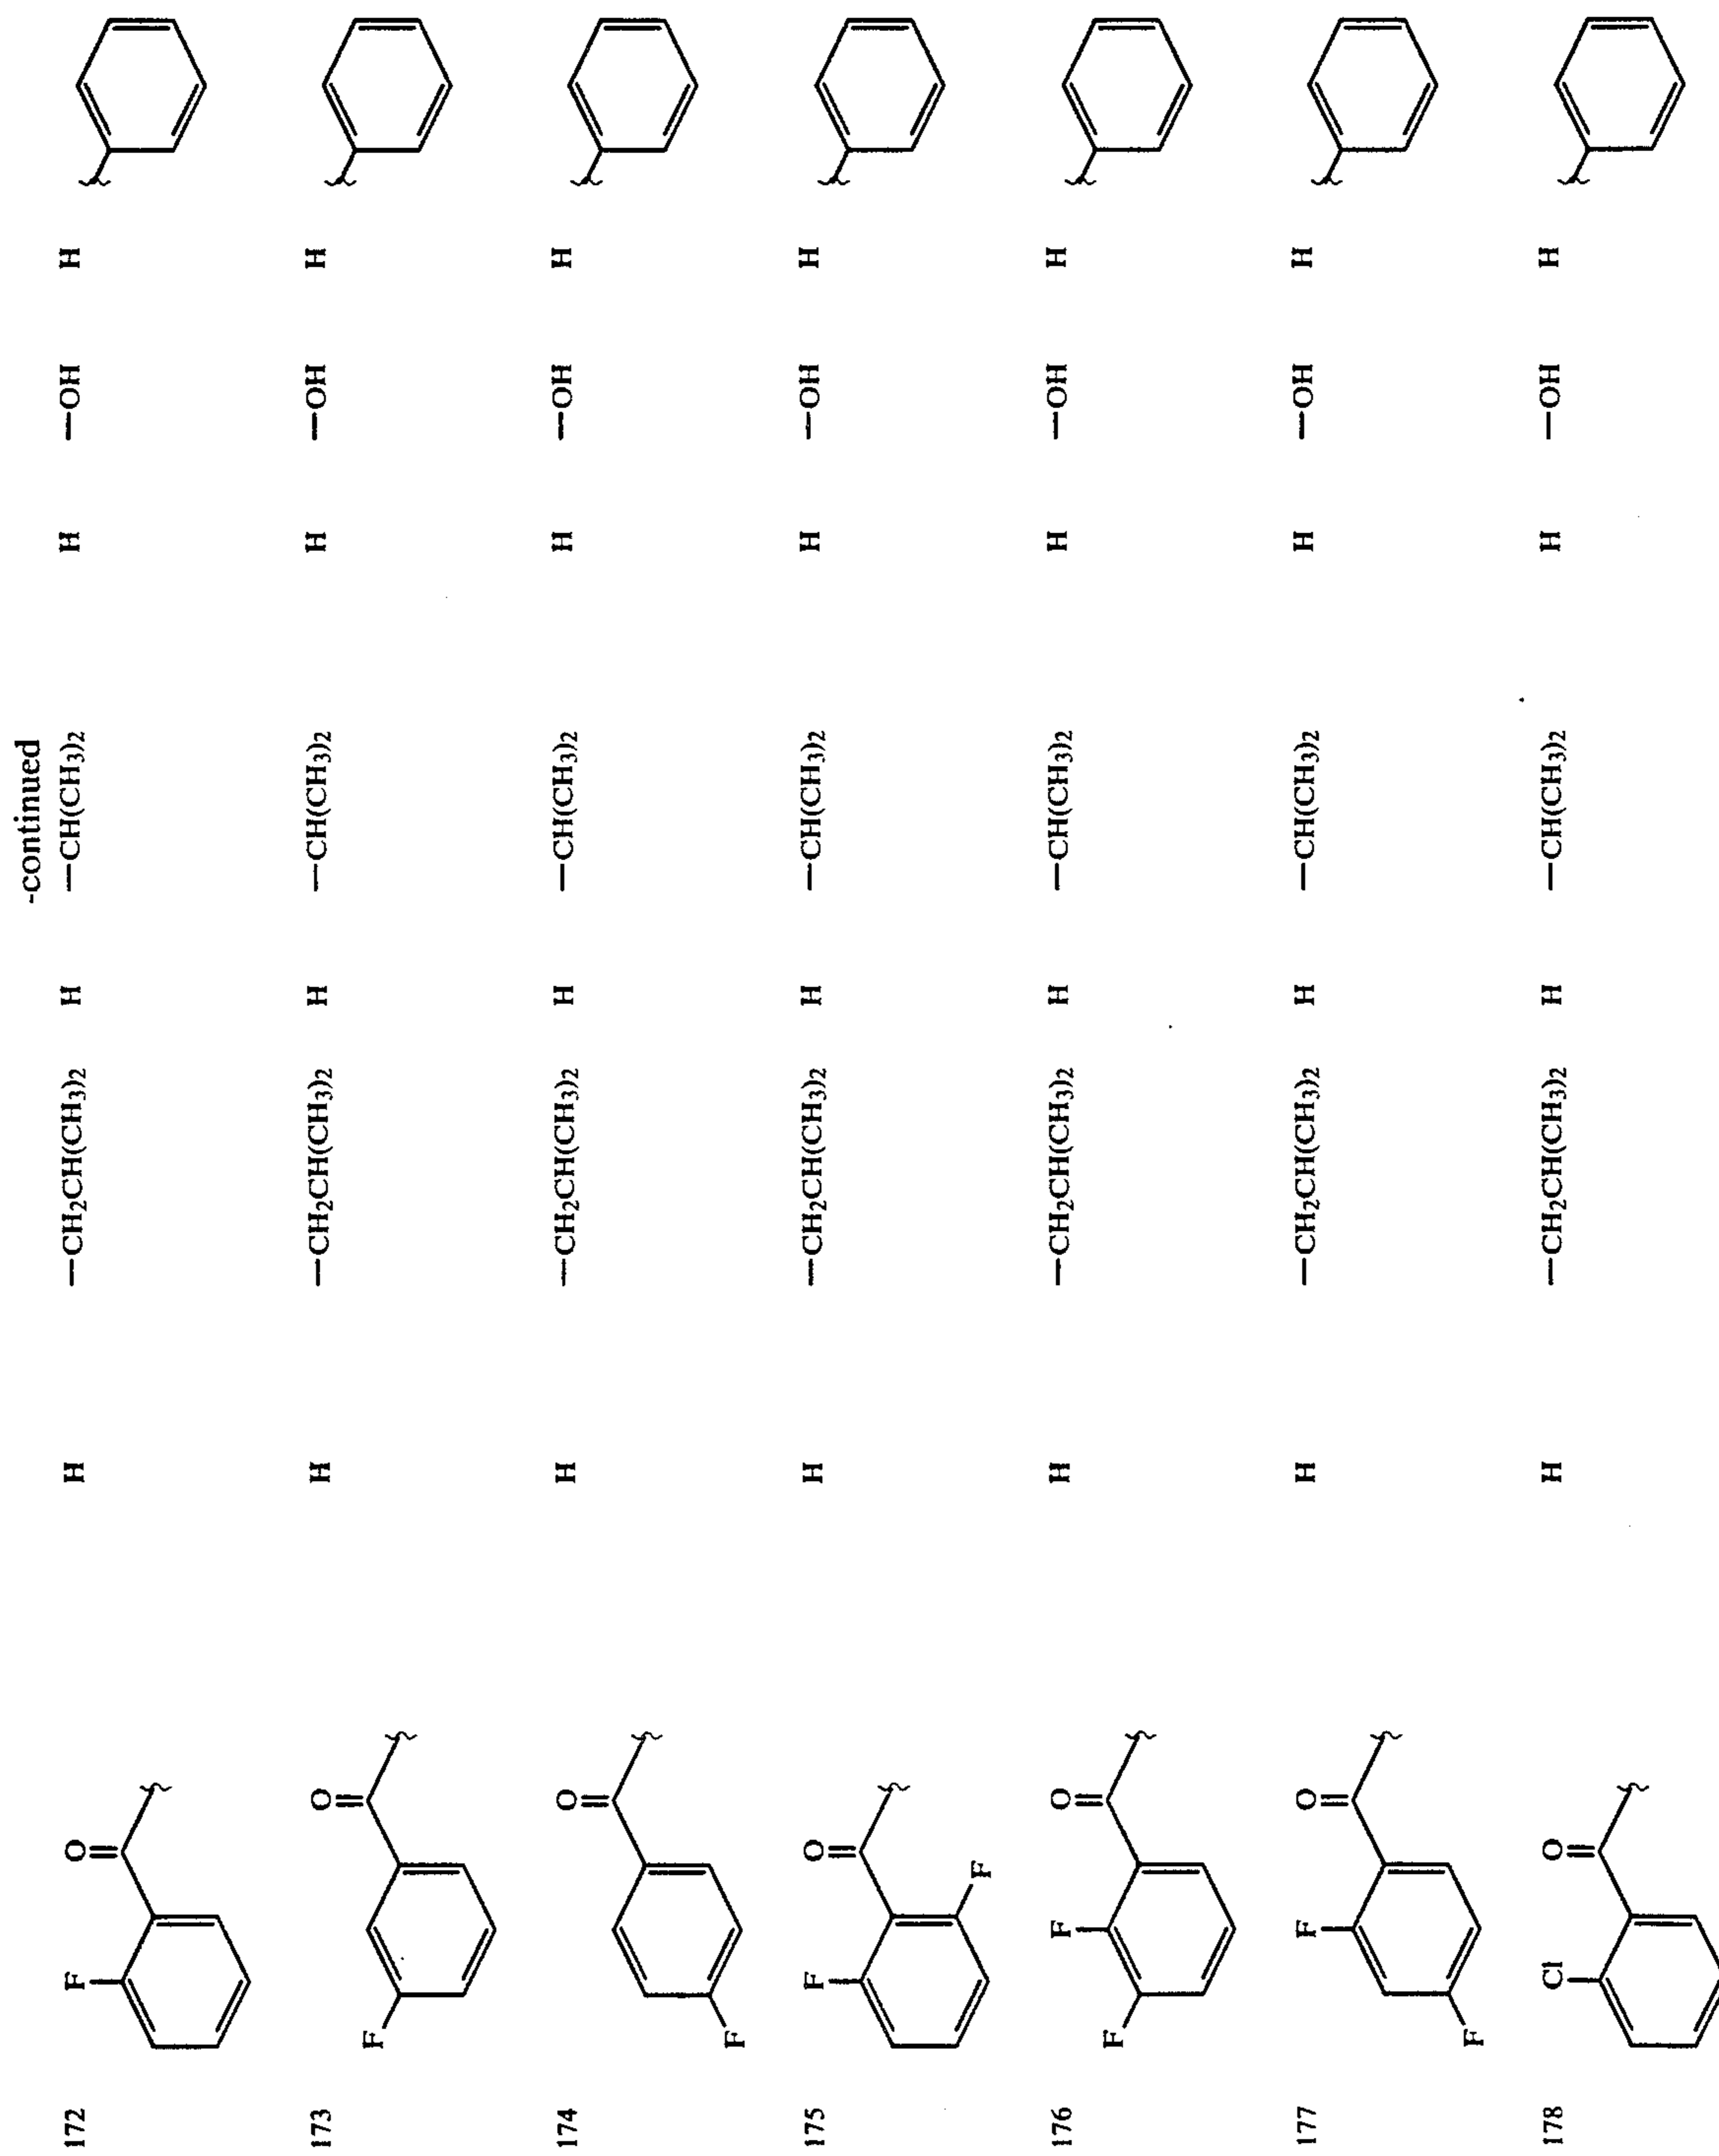 -continued
172 F O H —CH₂CH(CH₃)₂ H —CH(CH₃)₂ H —OH H
173 O H —CH₂CH(CH₃)₂ H —CH(CH₃)₂ H —OH H
F
174 O H —CH₂CH(CH₃)₂ H —CH(CH₃)₂ H —OH H
F
175 F O H —CH₂CH(CH₃)₂ H —CH(CH₃)₂ H —OH H
F
176 F O H —CH₂CH(CH₃)₂ H —CH(CH₃)₂ H —OH H
F
177 F O H —CH₂CH(CH₃)₂ H —CH(CH₃)₂ H —OH H
F
178 Cl O H —CH₂CH(CH₃)₂ H —CH(CH₃)₂ H —OH H